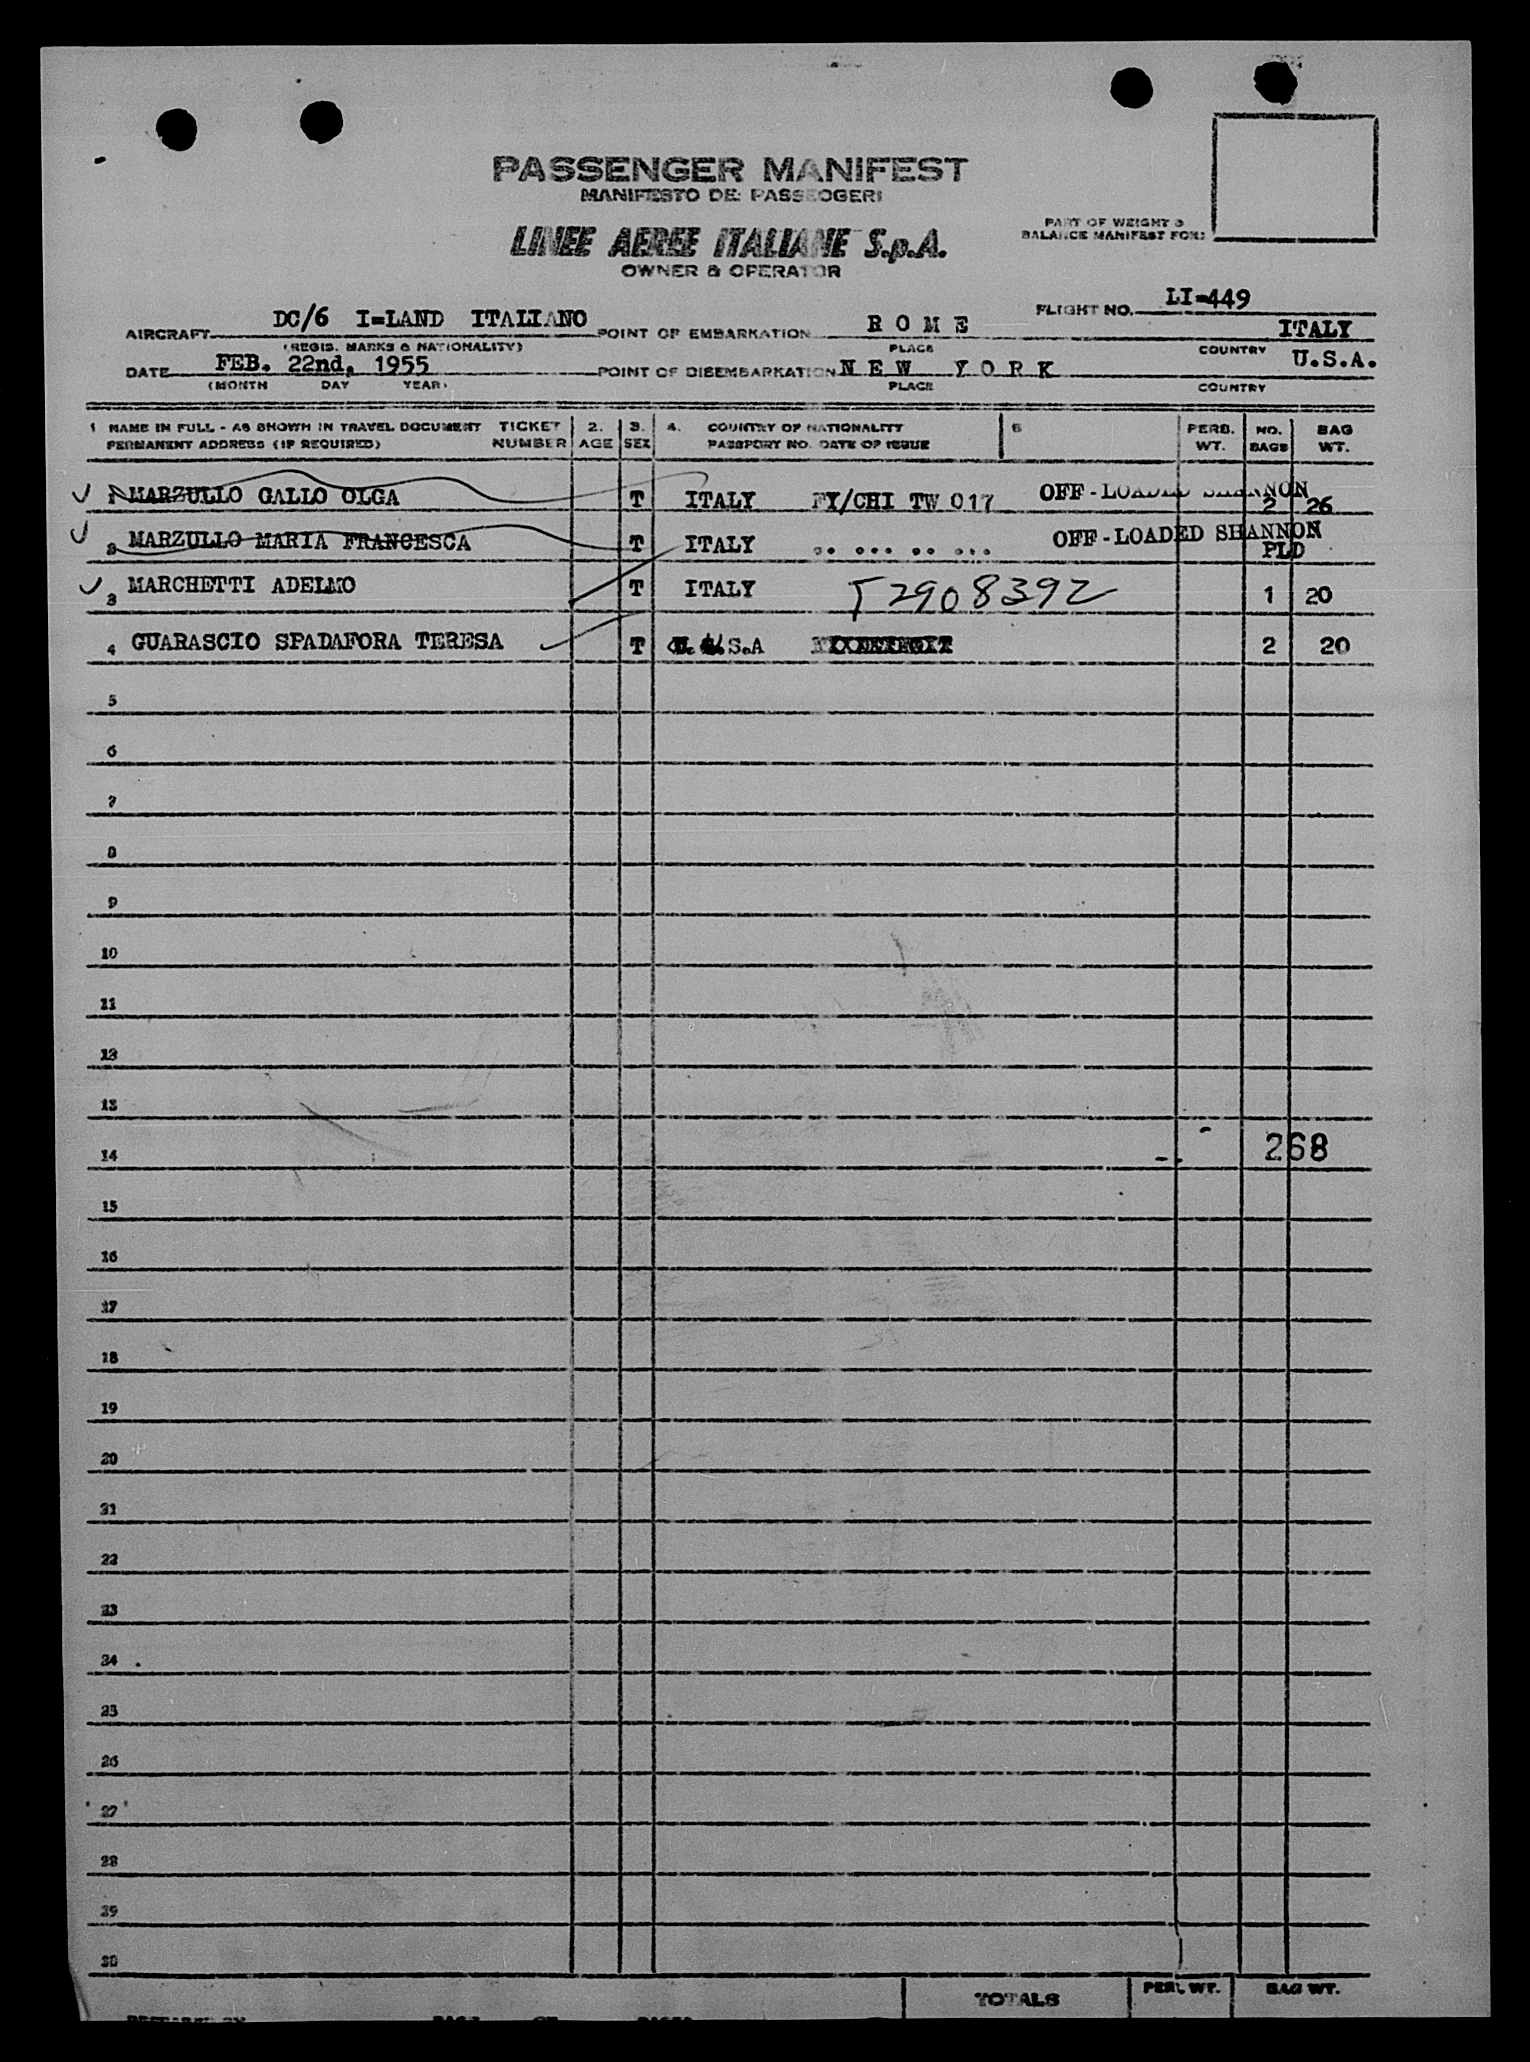 PASSENGER MANIFEST
MANIFESTO DEI PASSEGGERI
LINEE AEREE ITALIANE S.p.A.
OWNER & OPERATOR
PART OF WEIGHT &
BALANCE MANIFEST FOR:
AIRCRAFT DC/6 I=LAND ITALIANO POINT OF EMBARKATION R O M E FLIGHT NO. LI=449
ITALY
(REGIS. MARKS & NATIONALITY) PLACE COUNTRY
DATE FEB. 22nd, 1955 POINT OF DISEMBARKATION N E W Y O R K U.S.A.
(MONTH DAY YEAR) PLACE COUNTRY
1 NAME IN FULL - AS SHOWN IN TRAVEL DOCUMENT TICKET 2. 3. 4. COUNTRY OF NATIONALITY PERS. NO. BAG
PERMANENT ADDRESS (IF REQUIRED) NUMBER AGE SEX PASSPORT NO. DATE OF ISSUE WT. BAGS WT.
1 MARZULLO GALLO OLGA T ITALY FY/CHI TW 017 OFF-LOADED SHANNON 2 26
2 MARZULLO MARIA FRANCESCA T ITALY .. ... .. ... OFF-LOADED SHANNON
PLD
3 MARCHETTI ADELMO T ITALY T2908392 1 20
4 GUARASCIO SPADAFORA TERESA T U.S.A 2 20
5
6
7
8
9
10
11
12
13
14 268
15
16
17
18
19
20
21
22
23
24
25
26
27
28
29
30
TOTALS PERS. WT. BAG WT.